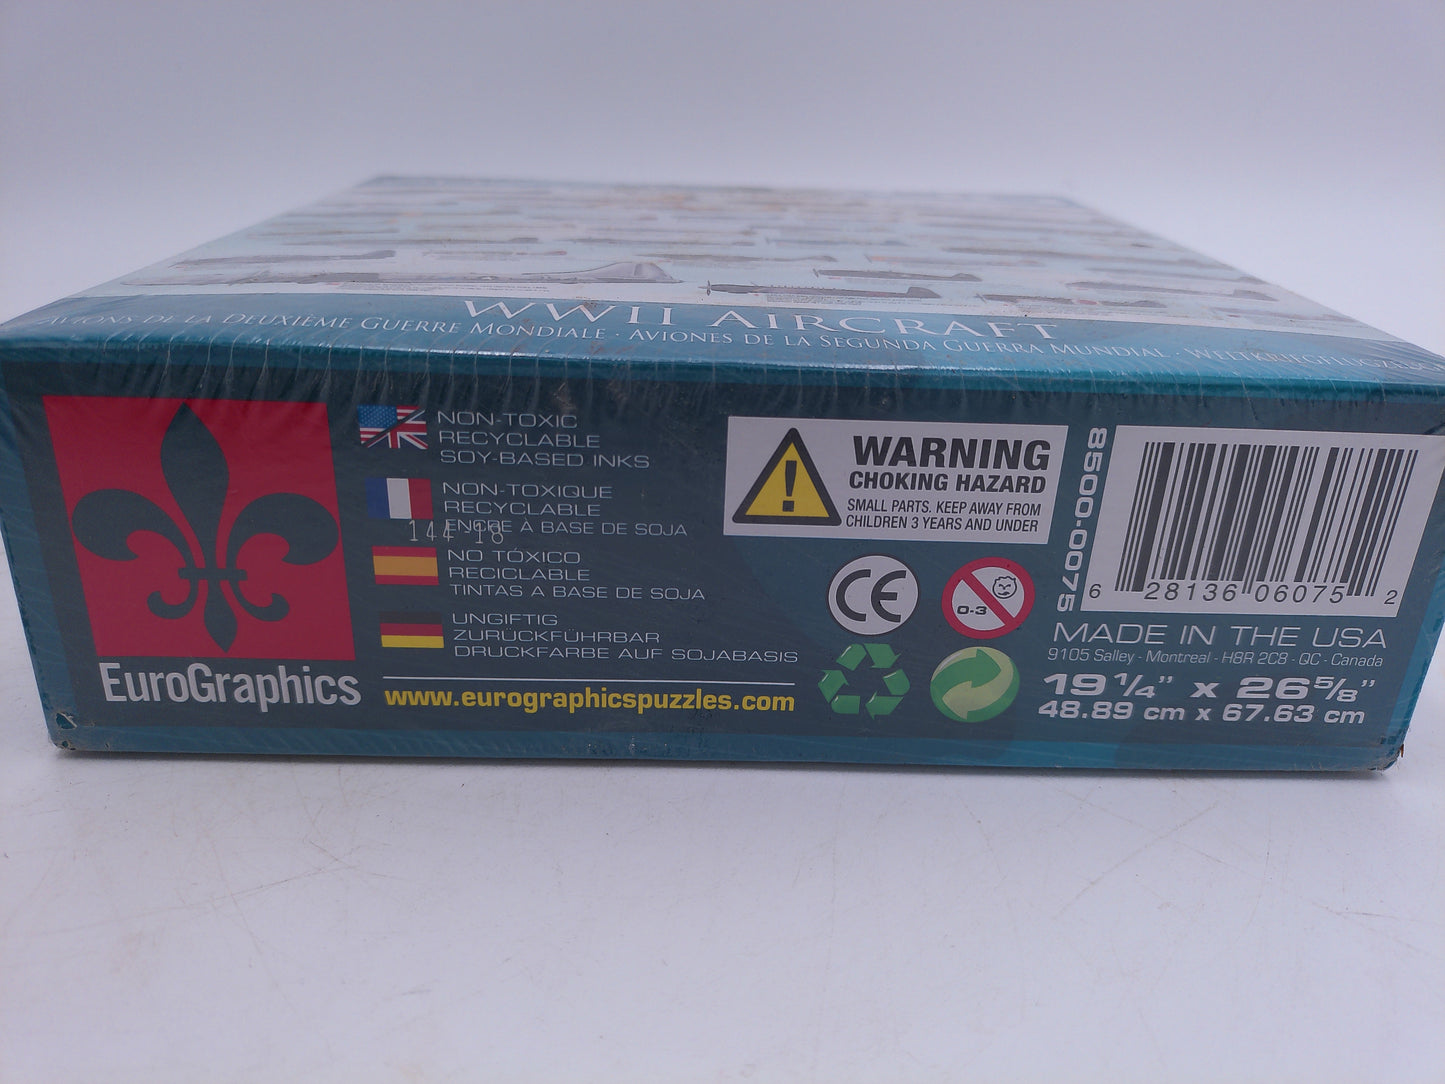 WWII AIRCRAFT
AVIONS DE LA DEUXIÈME GUERRE MONDIALE · AVIONES DE LA SEGUNDA GUERRA MUNDIAL ·
EuroGraphics
NON-TOXIC
RECYCLABLE
SOY-BASED INKS
NON-TOXIQUE
RECYCLABLE
ENCRE À BASE DE SOJA
144 18
NO TÓXICO
RECICLABLE
TINTAS A BASE DE SOJA
UNGIFTIG
ZURÜCKFÜHRBAR
DRUCKFARBE AUF SOJABASIS
www.eurographicspuzzles.com
WARNING
CHOKING HAZARD
SMALL PARTS. KEEP AWAY FROM
CHILDREN 3 YEARS AND UNDER
CE
0-3
8500-0075
6 28136 06075 2
MADE IN THE USA
9105 Salley - Montreal - H8R 2C8 - QC - Canada
19 1/4" x 26 5/8"
48.89 cm x 67.63 cm